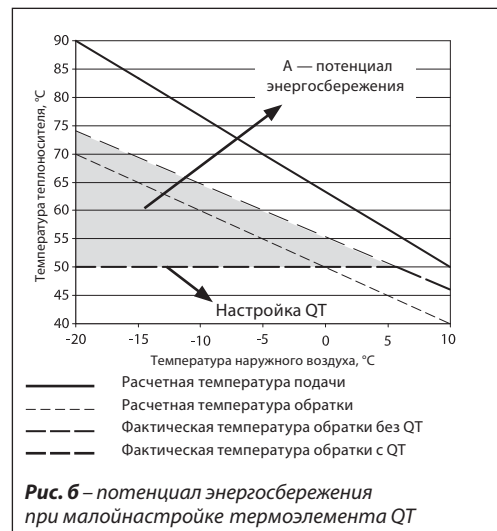 90
85
80
75
70
65
60
55
50
45
40
Температура теплоносителя, °C
А — потенциал
энергосбережения
Настройка QT
-20
-15
-10
-5
0
5
10
Температура наружного воздуха, °C
Расчетная температура подачи
Расчетная температура обратки
Фактическая температура обратки без QT
Фактическая температура обратки с QT
Рис. 6 – потенциал энергосбережения
при малойнастройке термоэлемента QT